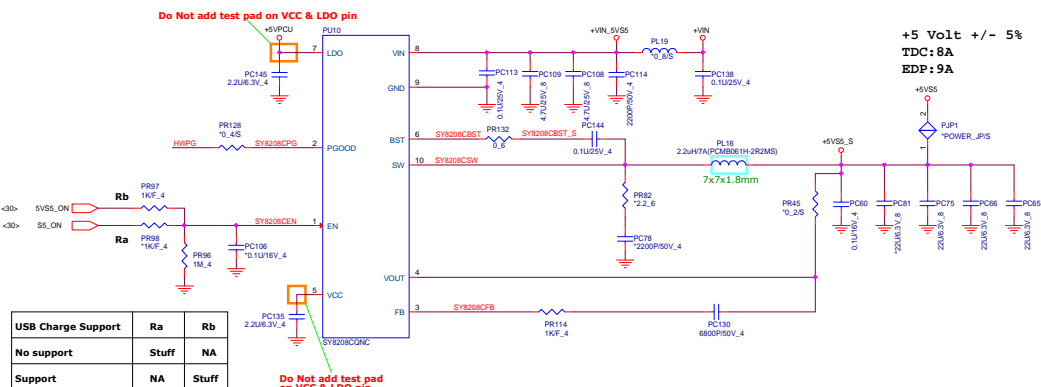 Do Not add test pad on VCC & LDO pin
+5VPCU
PU10
7
LDO
PC145
2.2U/6.3V_4
PR128
*0_4/S
HWPG
SY8208CPG
2
PGOOD
<30>
5VS5_ON
PR97
1K/F_4
Rb
<30>
S5_ON
PR98
*1K/F_4
Ra
SY8208CEN
1
EN
PR96
1M_4
PC106
*0.1U/16V_4
5
VCC
PC135
2.2U/6.3V_4
SY8208CQNC
Do Not add test pad
on VCC & LDO pin
VIN
8
GND
9
BST
6
SW
10
VOUT
4
FB
3
+VIN_5VS5
PL19
*0_8/S
+VIN
PC113
0.1U/25V_4
PC109
4.7U/25V_8
PC108
4.7U/25V_8
PC114
2200P/50V_4
PC138
0.1U/25V_4
SY8208CBST
PR132
0_6
SY8208CBST_S
PC144
0.1U/25V_4
SY8208CSW
PL16
2.2uH/7A(PCMB061H-2R2MS)
7x7x1.8mm
PR82
*2.2_6
PC78
*2200P/50V_4
SY8208CFB
PR114
1K/F_4
PC130
6800P/50V_4
+5 Volt +/- 5%
TDC:8A
EDP:9A
+5VS5
2
PJP1
*POWER_JP/S
1
+5VS5_S
PR45
*0_2/S
PC60
0.1U/16V_4
PC81
*22U/6.3V_8
PC75
22U/6.3V_8
PC66
22U/6.3V_8
PC65
22U/6.3V_8
USB Charge Support Ra Rb
No support Stuff NA
Support NA Stuff